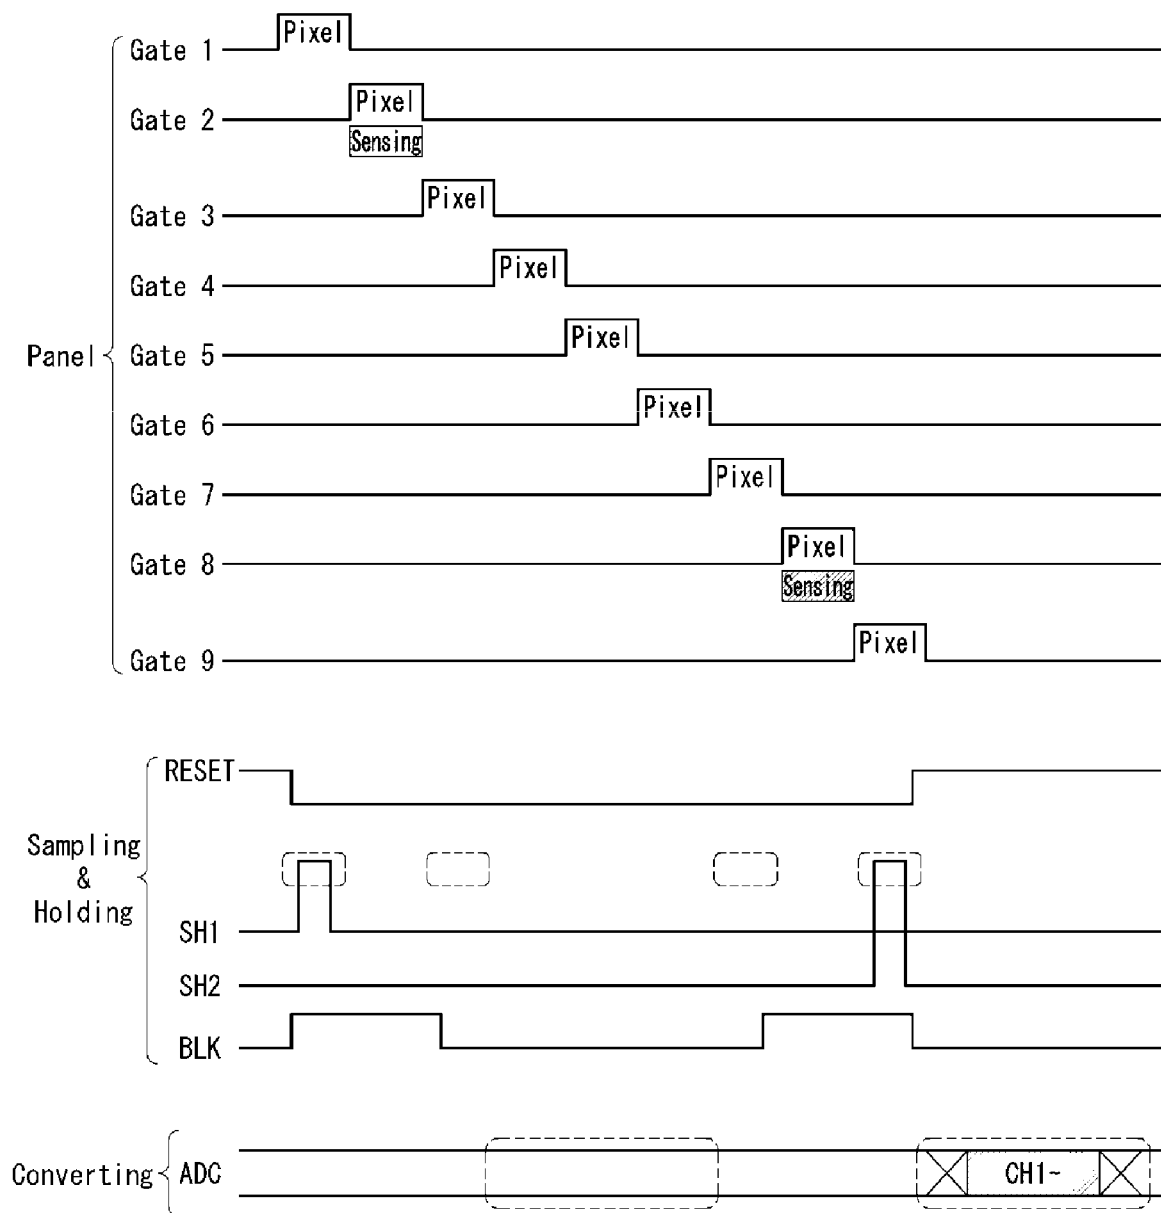 Pixel
Gate 1
Pixel
Gate 2
Sensing
Pixel
Gate 3
Pixel
Gate 4
Pixel
Panel
Gate 5
Pixel
Gate 6
Pixel
Gate 7
Pixel
Gate 8
Sensing
Pixel
Gate 9
RESET
Sampling
&
Holding
SH1
SH2
BLK
Converting
ADC
CH1~